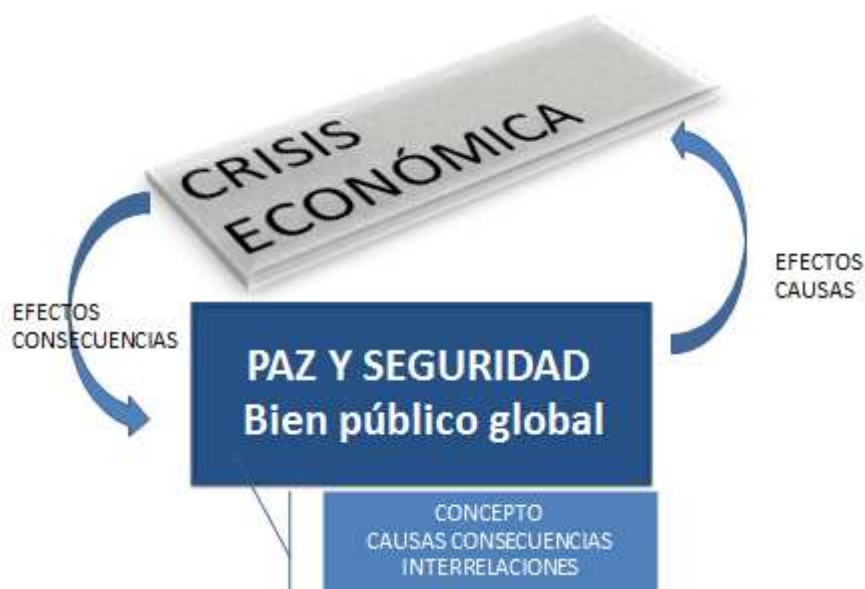 CRISIS
ECONÓMICA
EFECTOS
CONSECUENCIAS
EFECTOS
CAUSAS
PAZ Y SEGURIDAD
Bien público global
CONCEPTO
CAUSAS CONSECUENCIAS
INTERRELACIONES